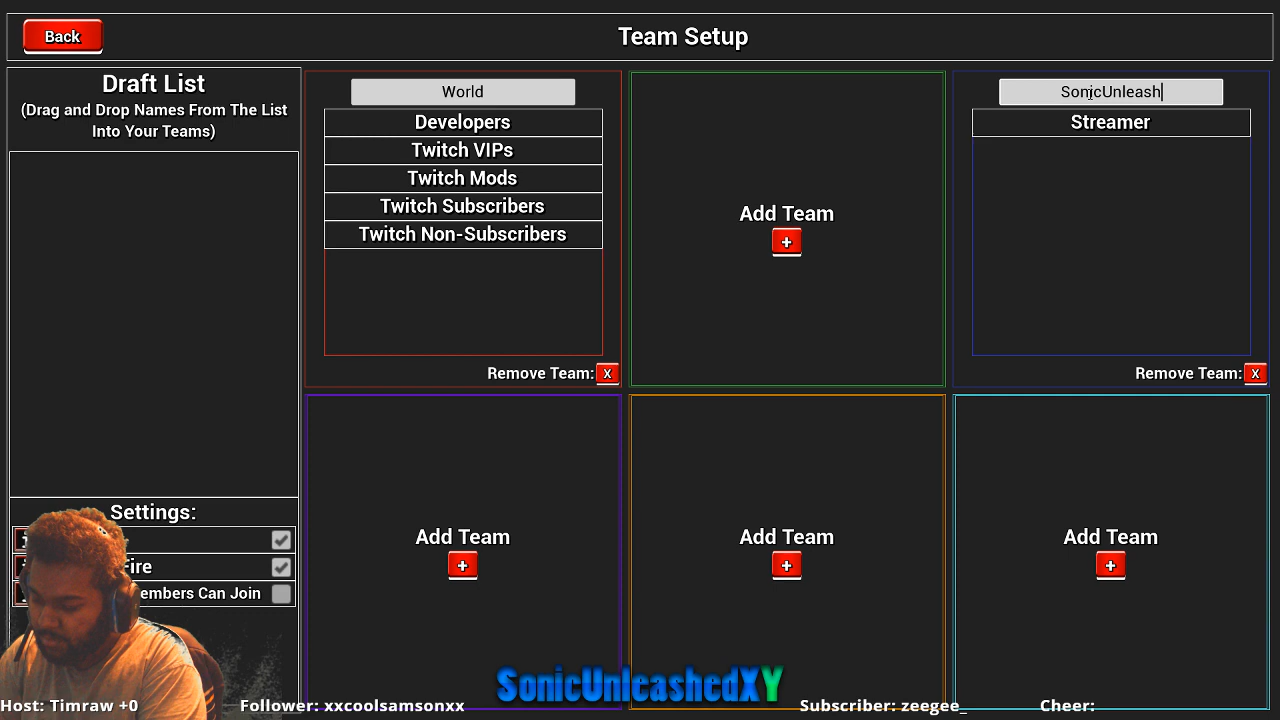 Back
Team Setup
Draft List
(Drag and Drop Names From The List
Into Your Teams)
World
Developers
Twitch VIPs
Twitch Mods
Twitch Subscribers
Twitch Non-Subscribers
Remove Team: X
Add Team
+
SonicUnleash
Streamer
Remove Team: X
Settings:
Fire
embers Can Join
Add Team
+
Add Team
+
Add Team
+
SonicUnleashedXY
Host: Timraw +0
Follower: xxcoolsamsonxx
Subscriber: zeegee_
Cheer: